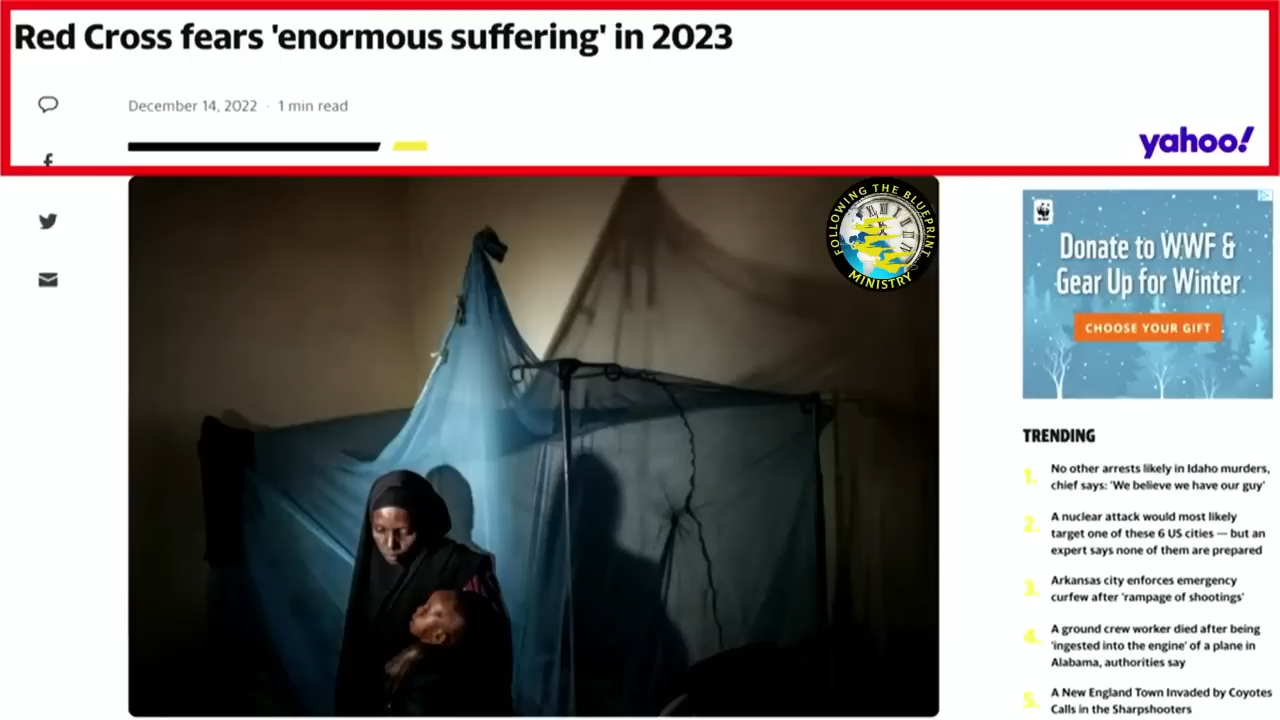 Red Cross fears 'enormous suffering' in 2023
December 14, 2022 · 1 min read
yahoo!
FOLLOWING THE BLUEPRINT
MINISTRY
WWF
Donate to WWF &
Gear Up for Winter
CHOOSE YOUR GIFT
TRENDING
1. No other arrests likely in Idaho murders,
chief says: 'We believe we have our guy'
2. A nuclear attack would most likely
target one of these 6 US cities — but an
expert says none of them are prepared
3. Arkansas city enforces emergency
curfew after 'rampage of shootings'
4. A ground crew worker died after being
'ingested into the engine' of a plane in
Alabama, authorities say
5. A New England Town Invaded by Coyotes
Calls in the Sharpshooters